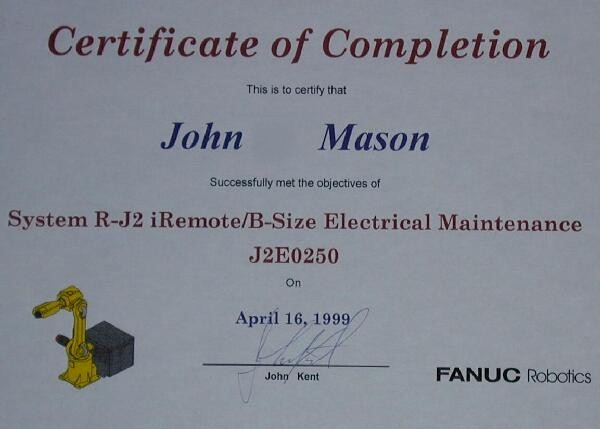 Certificate of Completion
This is to certify that
John Mason
Successfully met the objectives of
System R-J2 iRemote/B-Size Electrical Maintenance
J2E0250
On
April 16, 1999
John Kent
FANUC Robotics